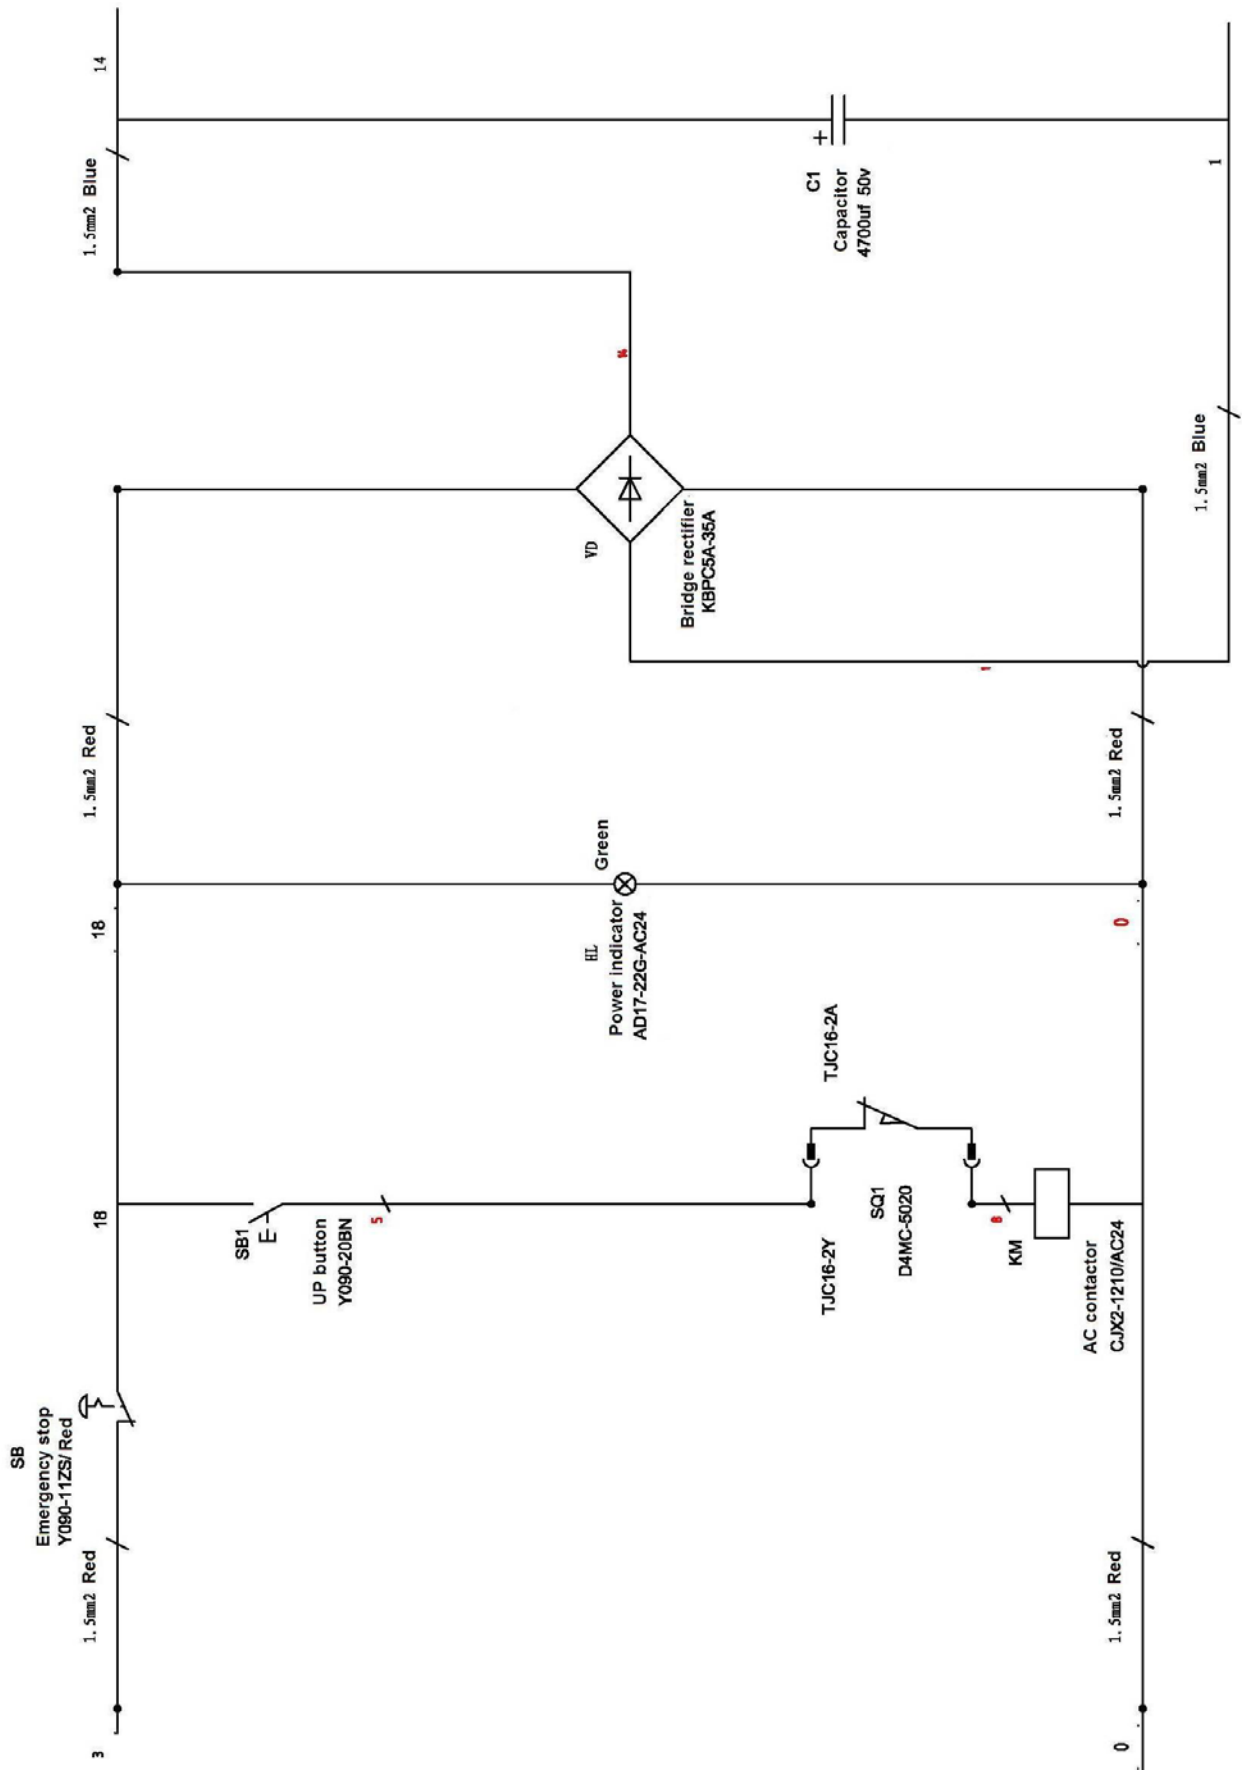 SB
Emergency stop
Y090-11ZS/Red
3
1.5mm2 Red
18
18
1.5mm2 Red
1.5mm2 Blue
14
SB1
UP button
Y090-20BN
5
TJC16-2Y
TJC16-2A
SQ1
D4MC-5020
8
KM
AC contactor
CJX2-1210/AC24
HL
Power indicator
AD17-22G-AC24
Green
VD
Bridge rectifier
KBPC5A-35A
14
1
+
C1
Capacitor
4700uf 50v
0
1.5mm2 Red
0
1.5mm2 Red
1.5mm2 Blue
1